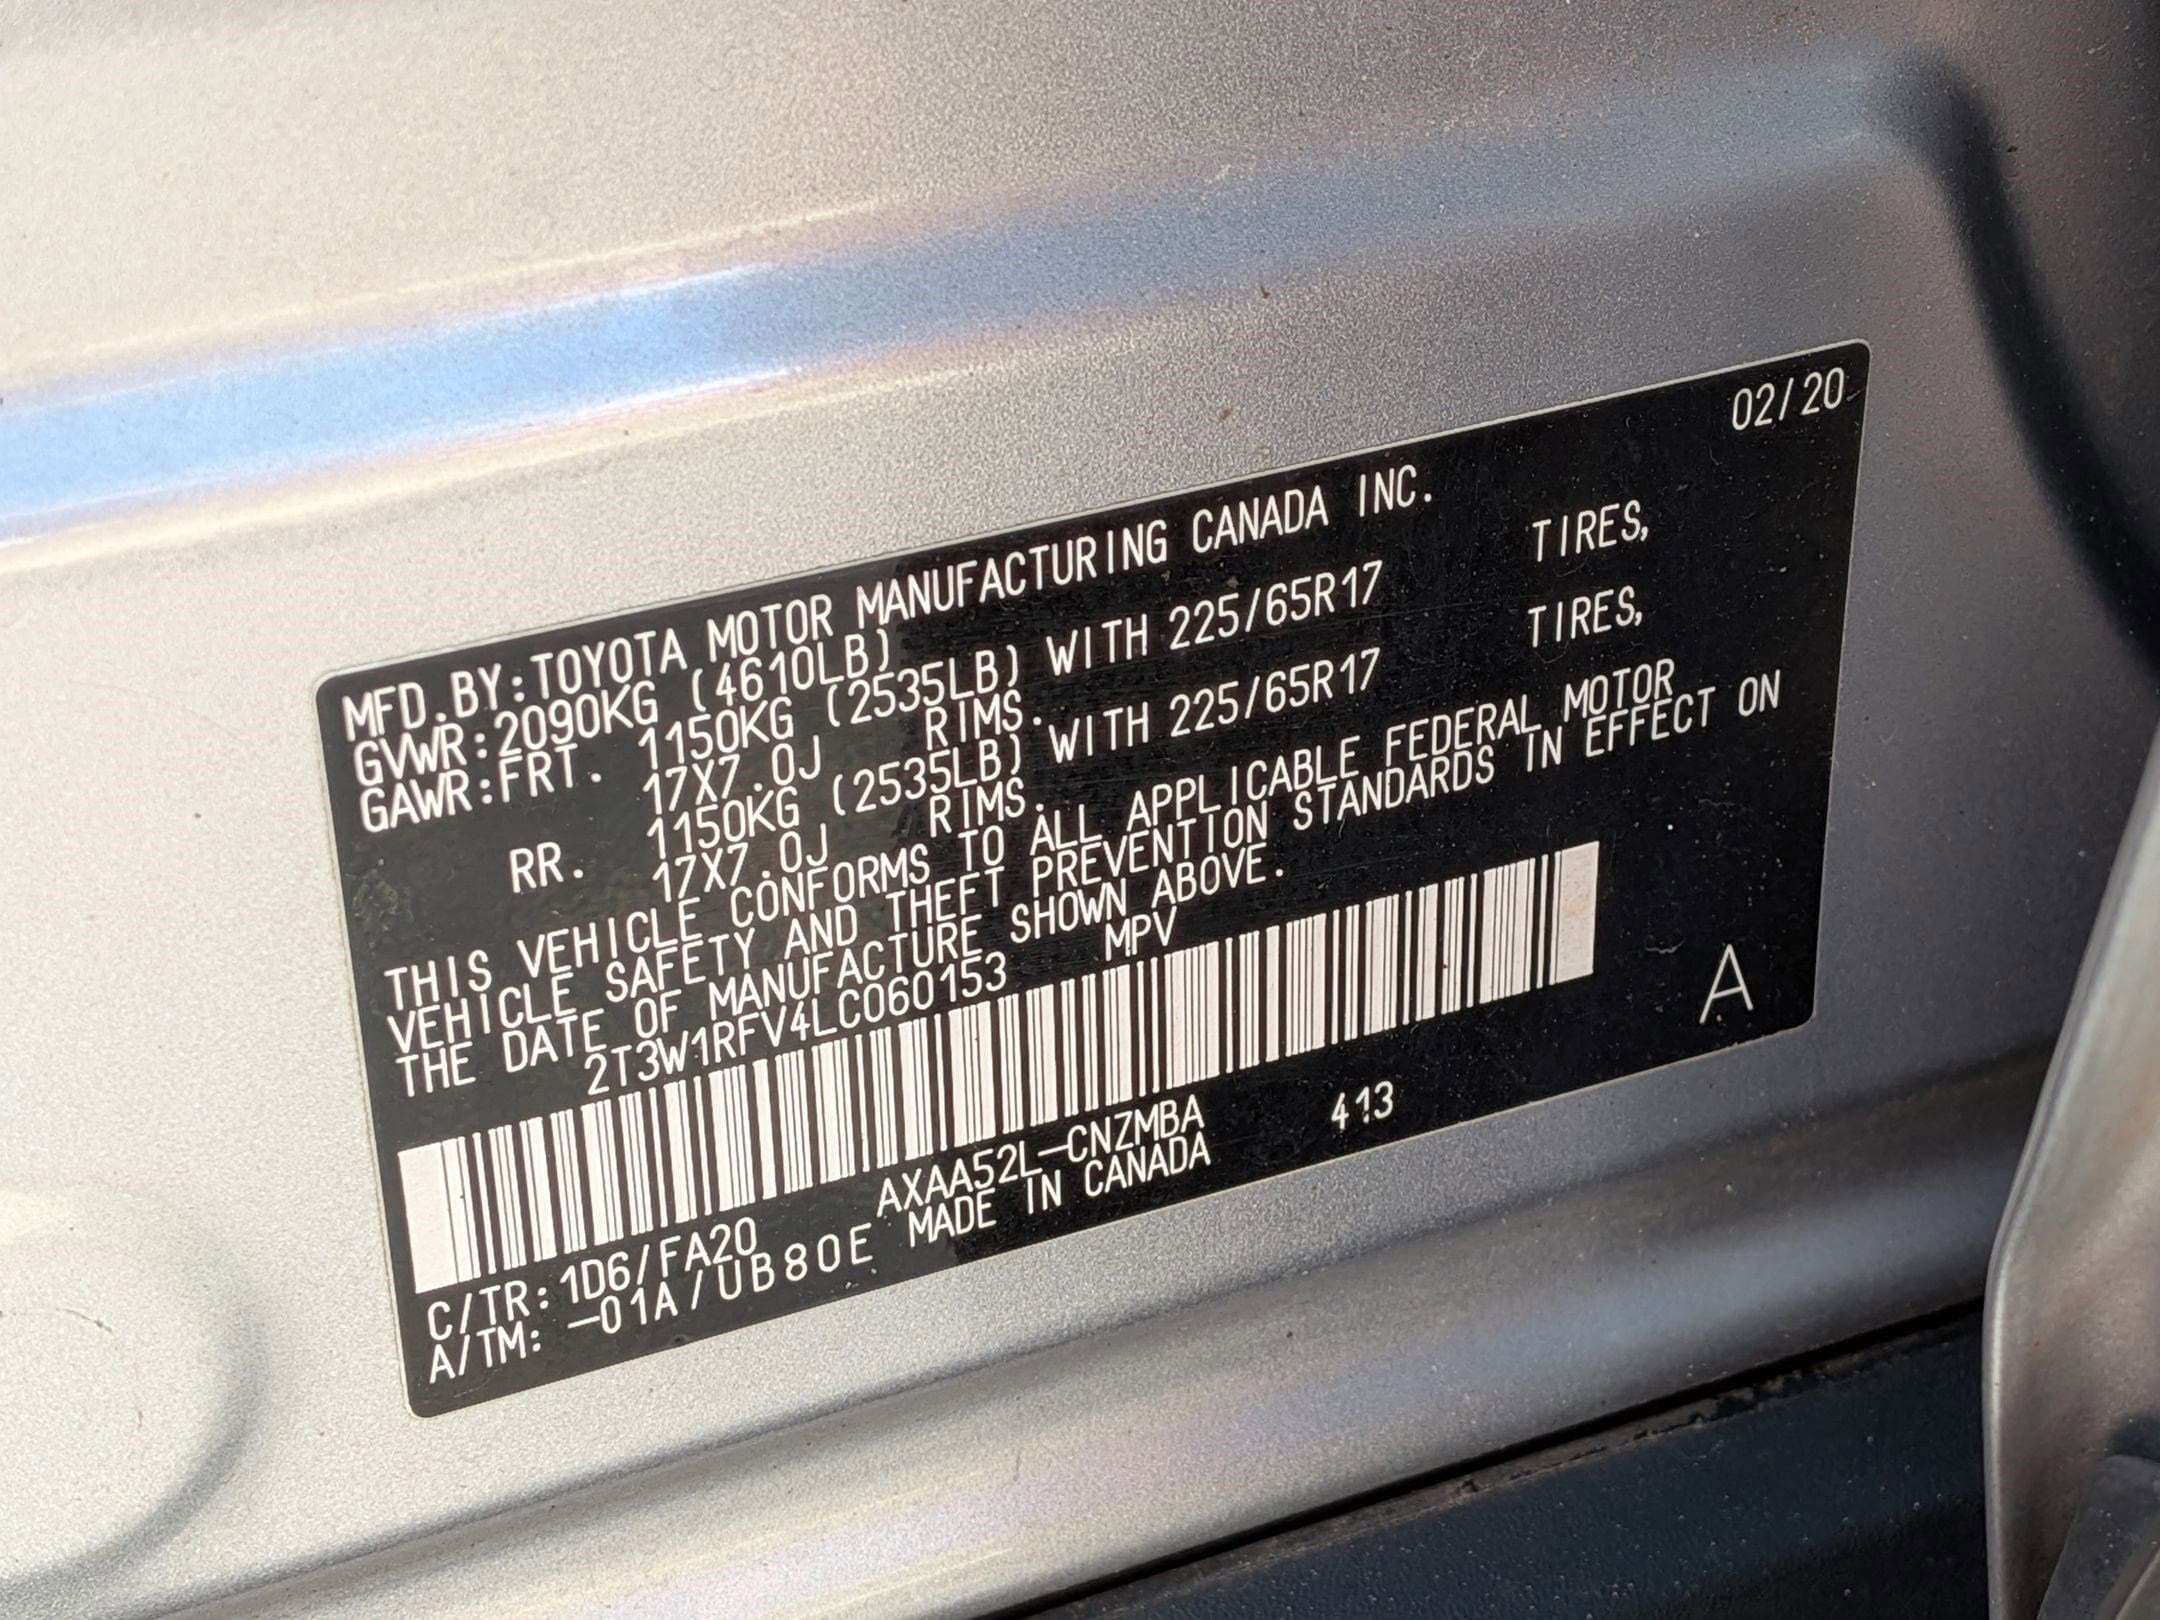 02/20
MFD.BY:TOYOTA MOTOR MANUFACTURING CANADA INC.
GVWR:2090KG (4610LB)
GAWR:FRT. 1150KG (2535LB) WITH 225/65R17 TIRES,
17X7.0J RIMS.
RR. 1150KG (2535LB) WITH 225/65R17 TIRES,
17X7.0J RIMS.
THIS VEHICLE CONFORMS TO ALL APPLICABLE FEDERAL MOTOR
VEHICLE SAFETY AND THEFT PREVENTION STANDARDS IN EFFECT ON
THE DATE OF MANUFACTURE SHOWN ABOVE.
2T3W1RFV4LC060153 MPV
A
C/TR:1D6/FA20 AXAA52L-CNZMBA 413
A/TM: -01A/UB80E MADE IN CANADA